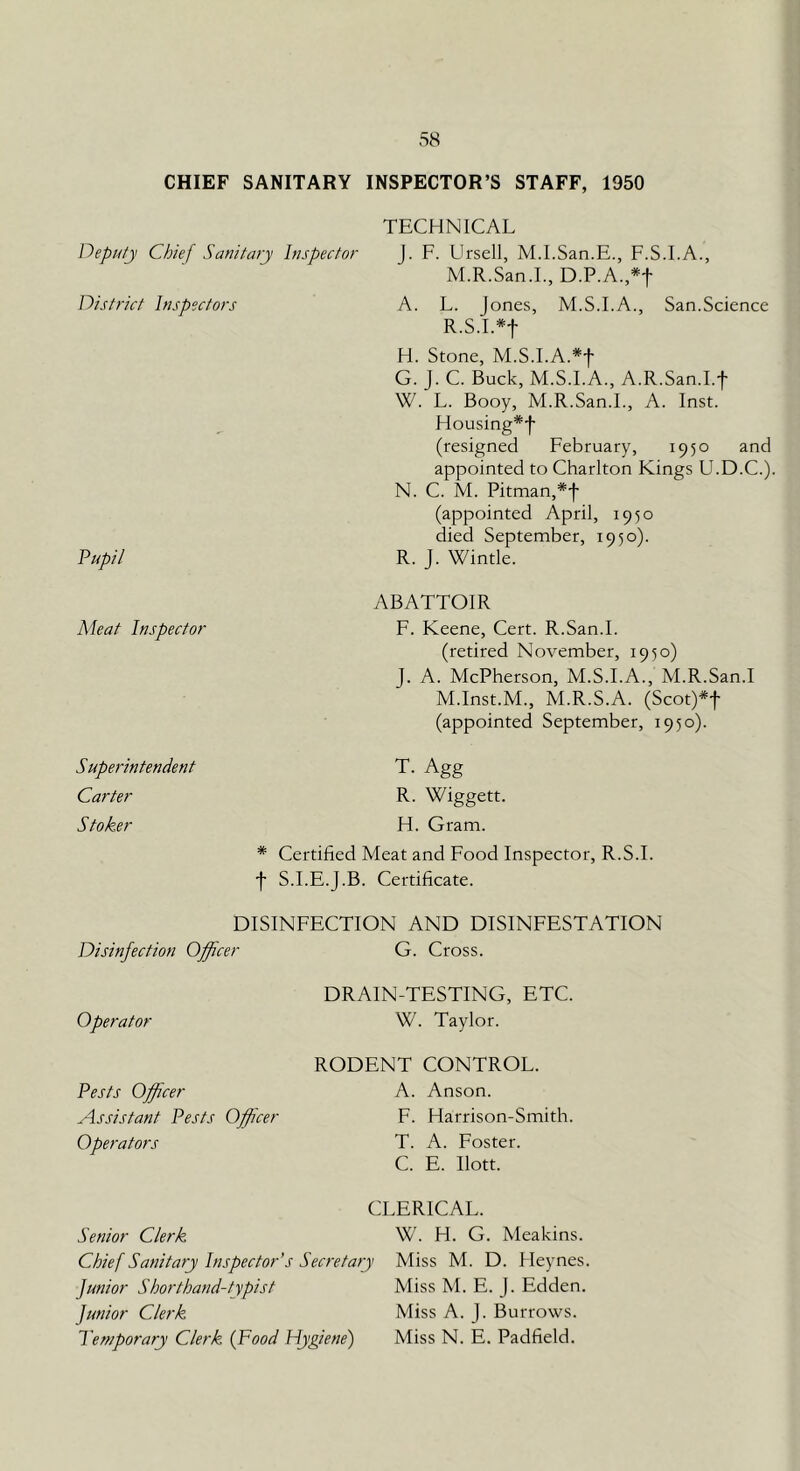 58
CHIEF SANITARY INSPECTOR'S STAFF, 1950
TECHNICAL
Deputy Chief Sanitary Inspector J. F. Ursell, M.I.San.E., F.S.I.A.,
M.R.San.I., D.P.A.,*†
District Inspectors A. L. Jones, M.S.I.A., San.Science
R.S.I.*†
H. Stone, M.S.I.A.*†
G. J. C. Buck, M.S.I.A., A.R.San.I.†
W. L. Booy, M.R.San.I., A. Inst.
Housing*†
(resigned February, 1950 and
appointed to Charlton Kings U.D.C.).
N. C. M. Pitman,*†
(appointed April, 1950
died September, 1950).
Pupil R. J. Wintle.
ABATTOIR
Meat Inspector F. Keene, Cert. R.San.I.
(retired November, 1950)
J. A. McPherson, M.S.I.A., M.R.San.I
M.Inst.M., M.R.S.A. (Scot)*†
(appointed September, 1950).
Superintendent T. Agg
Carter R. Wiggett.
Stoker H. Gram.
* Certified Meat and Food Inspector, R.S.I.
† S.I.E.J.B. Certificate.
DISINFECTION AND DISINFESTATION
Disinfection Officer G. Cross.
DRAIN-TESTING, ETC.
Operator W. Taylor.
RODENT CONTROL.
Pests Officer A. Anson.
Assistant Pests Officer F. Harrison-Smith.
Operators T. A. Foster.
C. E. Ilott.
CLERICAL.
Senior Clerk W. H. G. Meakins.
Chief Sanitary Inspector's Secretary Miss M. D. Heynes.
Junior Shorthand-typist Miss M. E. J. Edden.
Junior Clerk Miss A. J. Burrows.
Temporary Clerk (Food Hygiene) Miss N. E. Padfield.